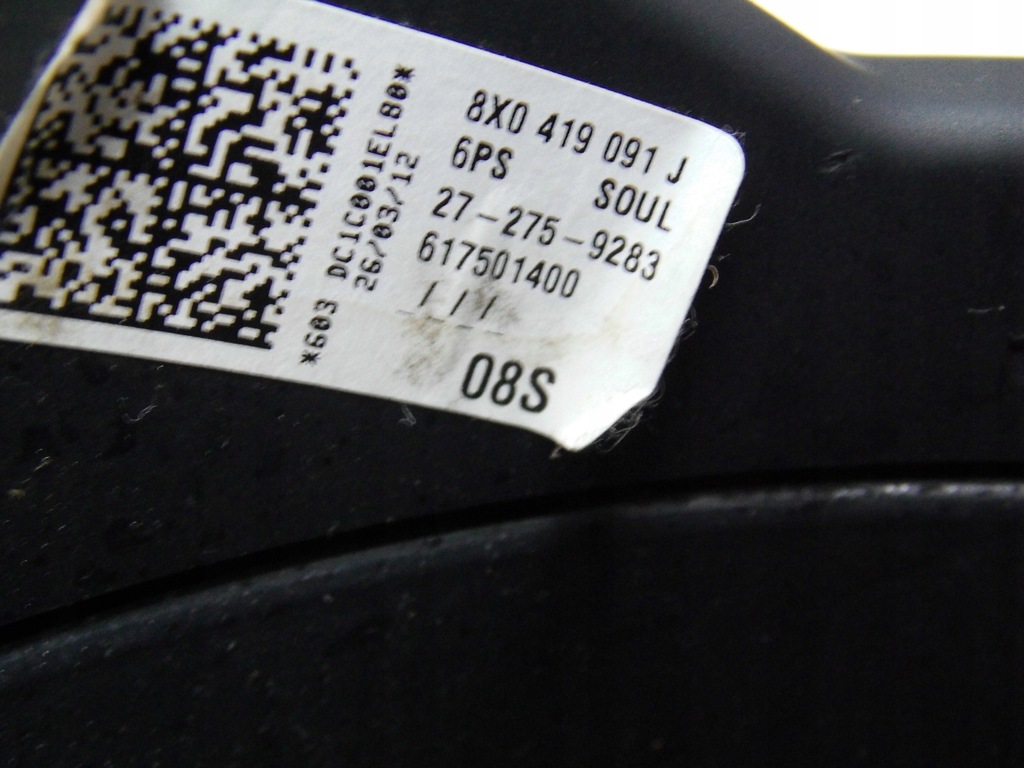 8X0 419 091 J
6PS SOUL
27-275-9283
617501400
/ / /
08S
*603 DC1C001EL80*
26/03/12